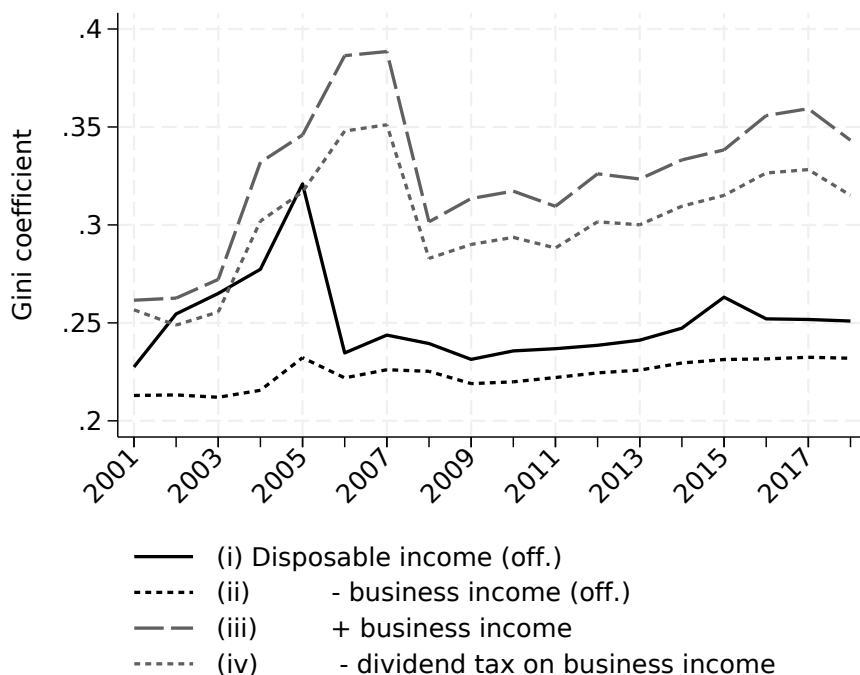 .4
.35
.3
.25
.2
Gini coefficient
2001 2003 2005 2007 2009 2011 2013 2015 2017
(i) Disposable income (off.)
(ii) - business income (off.)
(iii) + business income
(iv) - dividend tax on business income